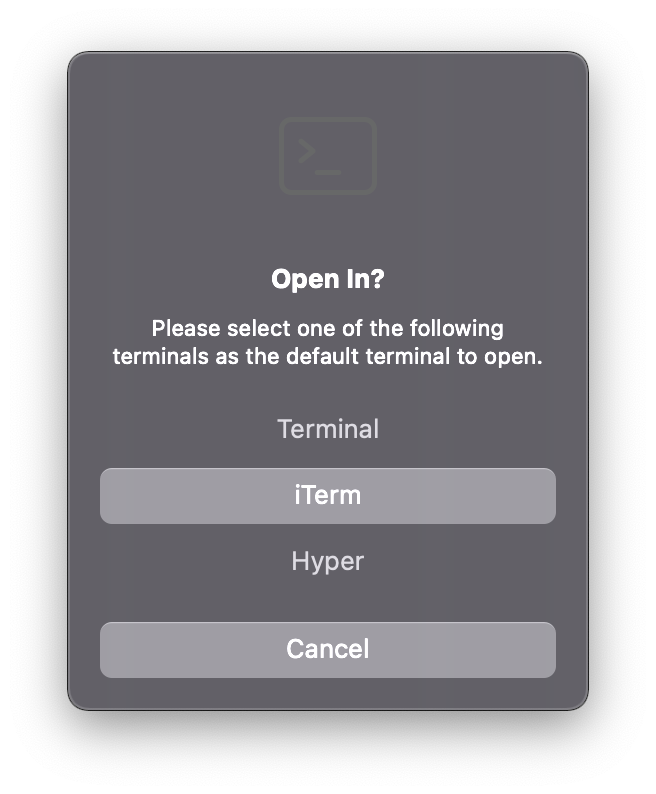 Open In?
Please select one of the following
terminals as the default terminal to open.
Terminal
iTerm
Hyper
Cancel